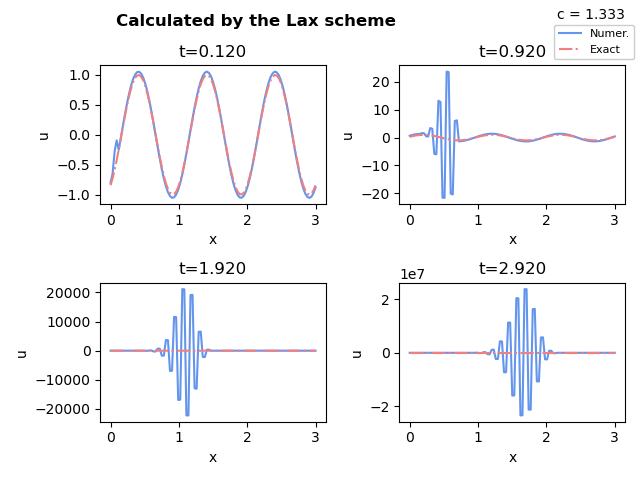 Calculated by the Lax scheme
c = 1.333
Numer.
Exact
t=0.120
1.0
0.5
0.0
−0.5
−1.0
u
0
1
2
3
x
t=0.920
20
10
0
−10
−20
u
0
1
2
3
x
t=1.920
20000
10000
0
−10000
−20000
u
0
1
2
3
x
t=2.920
1e7
2
0
−2
u
0
1
2
3
x